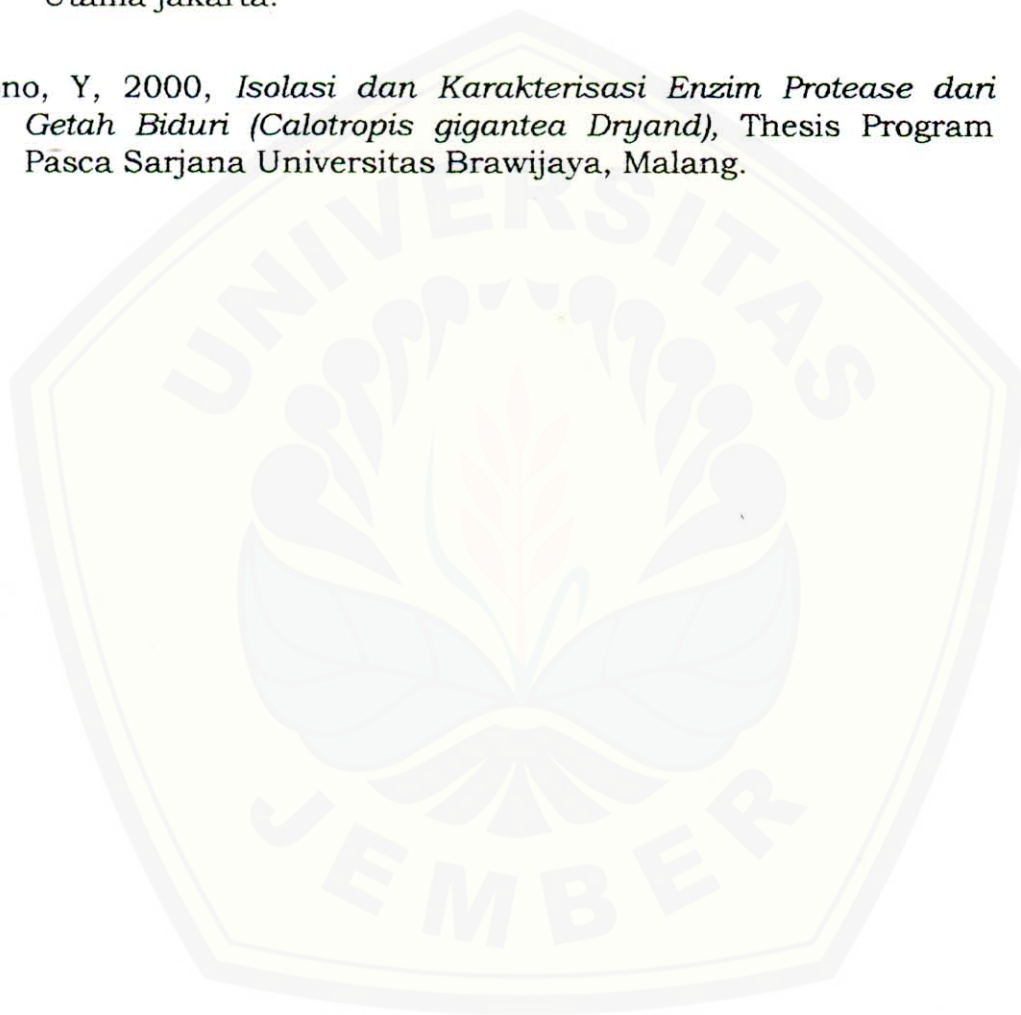 Utama Jakarta.
no, Y, 2000, Isolasi dan Karakterisasi Enzim Protease dari
Getah Biduri (Calotropis gigantea Dryand), Thesis Program
Pasca Sarjana Universitas Brawijaya, Malang.
UNIVERSITAS
JEMBER